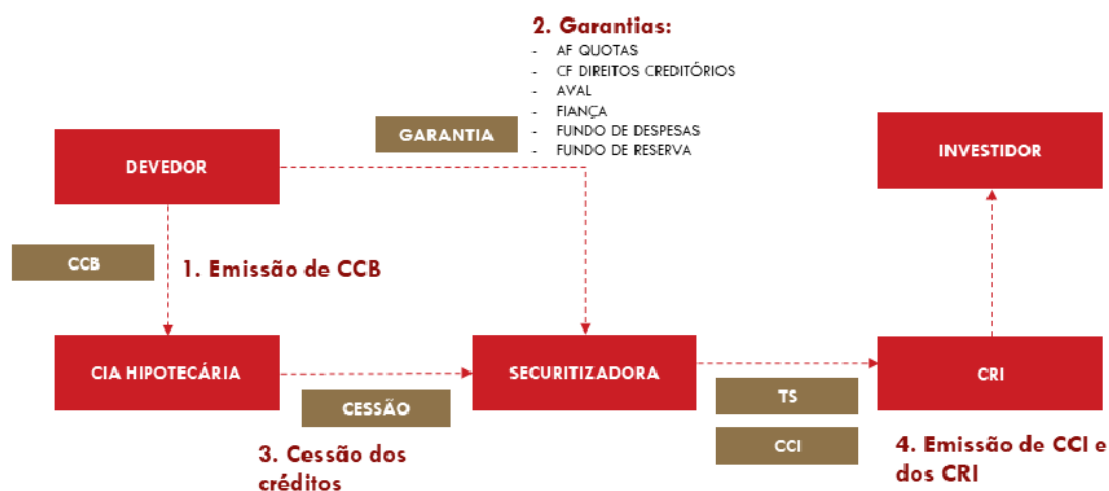 2. Garantias:
- AF QUOTAS
- CF DIREITOS CREDITÓRIOS
- AVAL
- FIANÇA
- FUNDO DE DESPESAS
- FUNDO DE RESERVA
GARANTIA
DEVEDOR
INVESTIDOR
CCB
1. Emissão de CCB
CIA HIPOTECÁRIA
SECURITIZADORA
CRI
CESSÃO
TS
CCI
3. Cessão dos
créditos
4. Emissão de CCI e
dos CRI